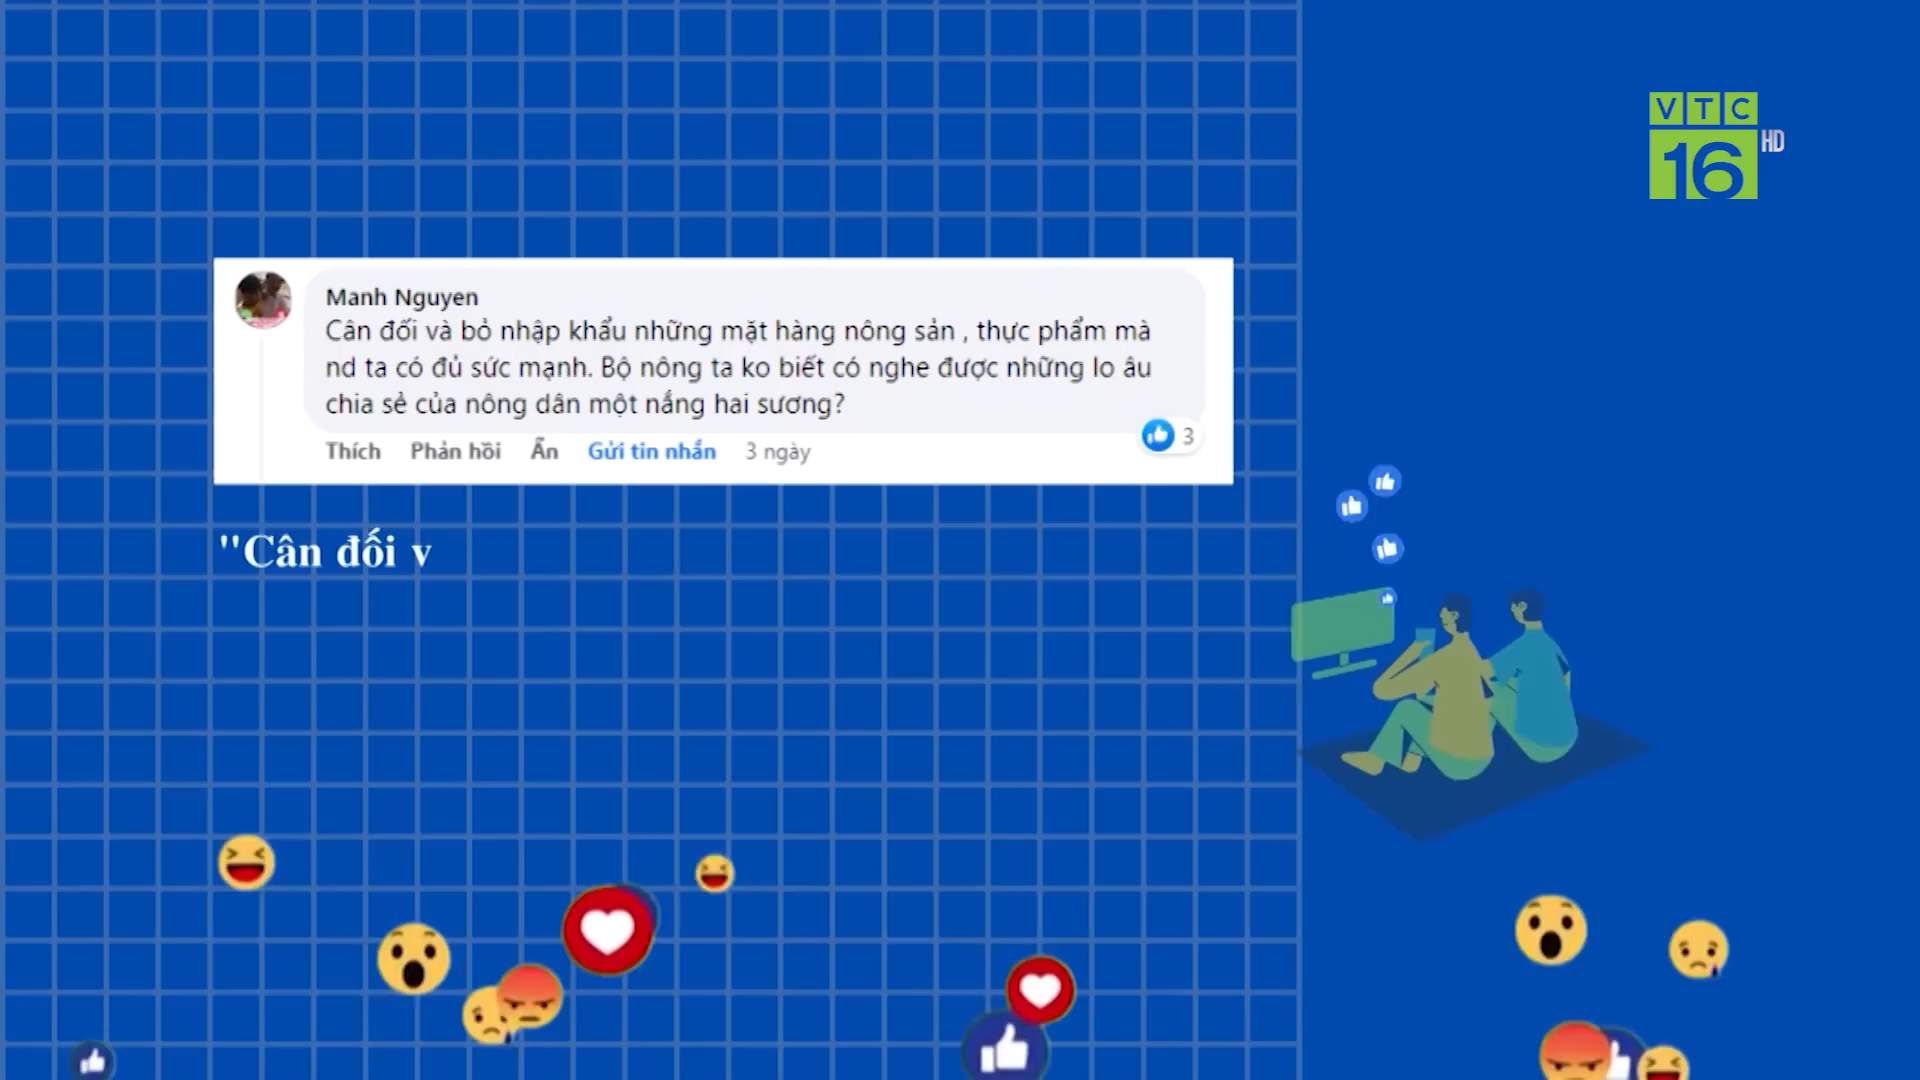 VTC
16 HD
Manh Nguyen
Cân đối và bỏ nhập khẩu những mặt hàng nông sản , thực phẩm mà
nd ta có đủ sức mạnh. Bộ nông ta ko biết có nghe được những lo âu
chia sẻ của nông dân một nắng hai sương?
3
Thích Phản hồi Ẩn Gửi tin nhắn 3 ngày
"Cân đối v